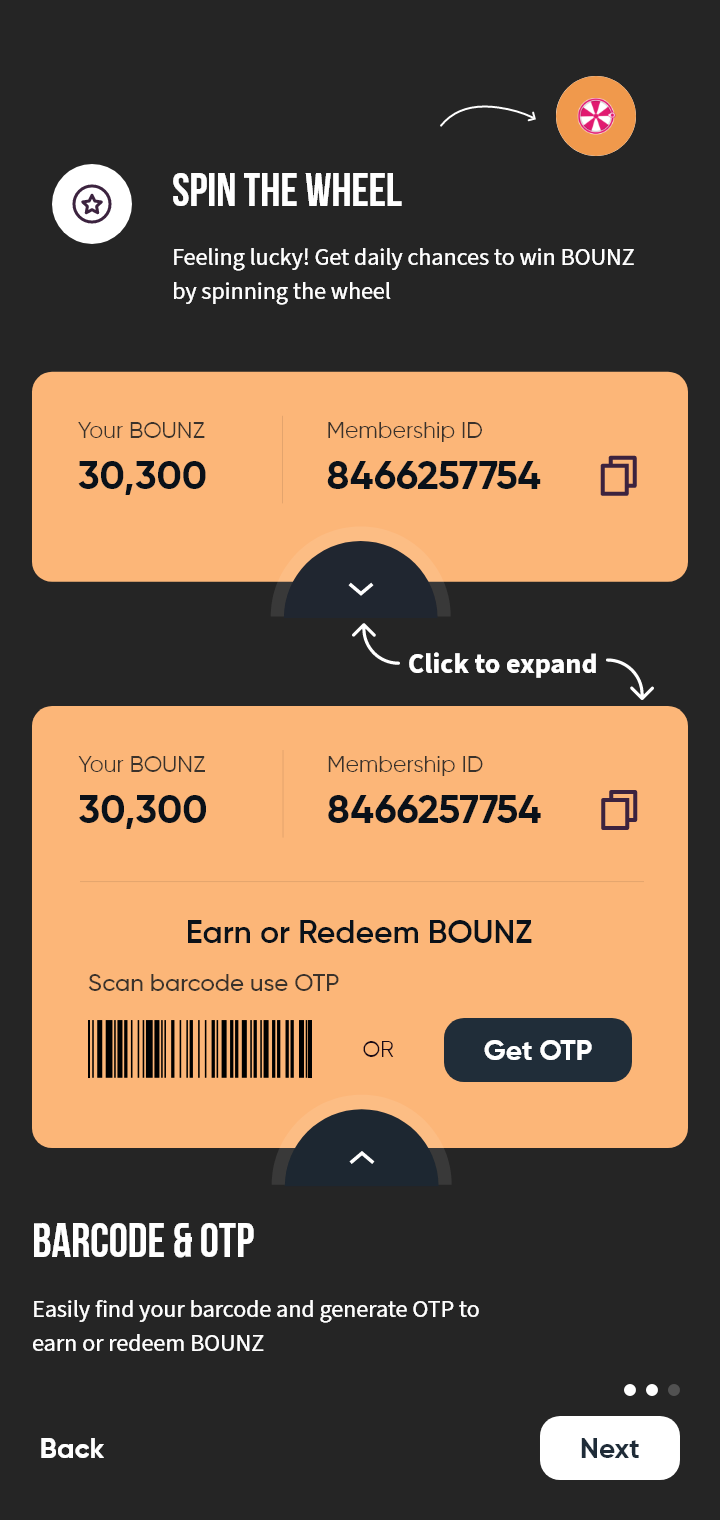 SPIN THE WHEEL
Feeling lucky! Get daily chances to win BOUNZ
by spinning the wheel
Your BOUNZ
30,300
Membership ID
8466257754
Click to expand
Your BOUNZ
30,300
Membership ID
8466257754
Earn or Redeem BOUNZ
Scan barcode use OTP
OR
Get OTP
BARCODE & OTP
Easily find your barcode and generate OTP to
earn or redeem BOUNZ
Back
Next